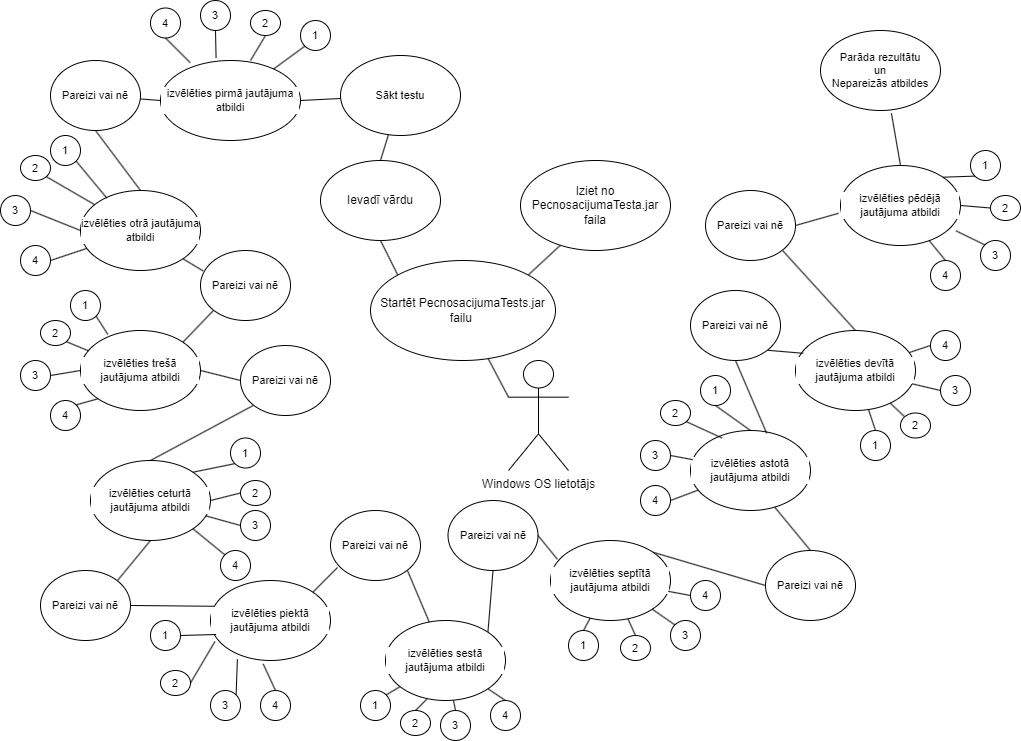 4
3
2
1
Pareizi vai nē
izvēlēties pirmā jautājuma
atbildi
Sākt testu
Parāda rezultātu
un
Nepareizās atbildes
1
2
3
4
izvēlēties otrā jautājuma
atbildi
Ievadī vārdu
Iziet no
PecnosacijumaTesta.jar
faila
Pareizi vai nē
izvēlēties pēdējā
jautājuma atbildi
1
2
3
4
Pareizi vai nē
Startēt PecnosacijumaTests.jar
failu
1
2
3
4
izvēlēties trešā
jautājuma atbildi
Pareizi vai nē
Pareizi vai nē
izvēlēties devītā
jautājuma atbildi
4
3
2
1
Windows OS lietotājs
1
2
3
4
izvēlēties astotā
jautājuma atbildi
izvēlēties ceturtā
jautājuma atbildi
1
2
3
4
Pareizi vai nē
Pareizi vai nē
Pareizi vai nē
izvēlēties septītā
jautājuma atbildi
4
3
2
1
Pareizi vai nē
izvēlēties piektā
jautājuma atbildi
1
2
3
4
izvēlēties sestā
jautājuma atbildi
1
2
3
4